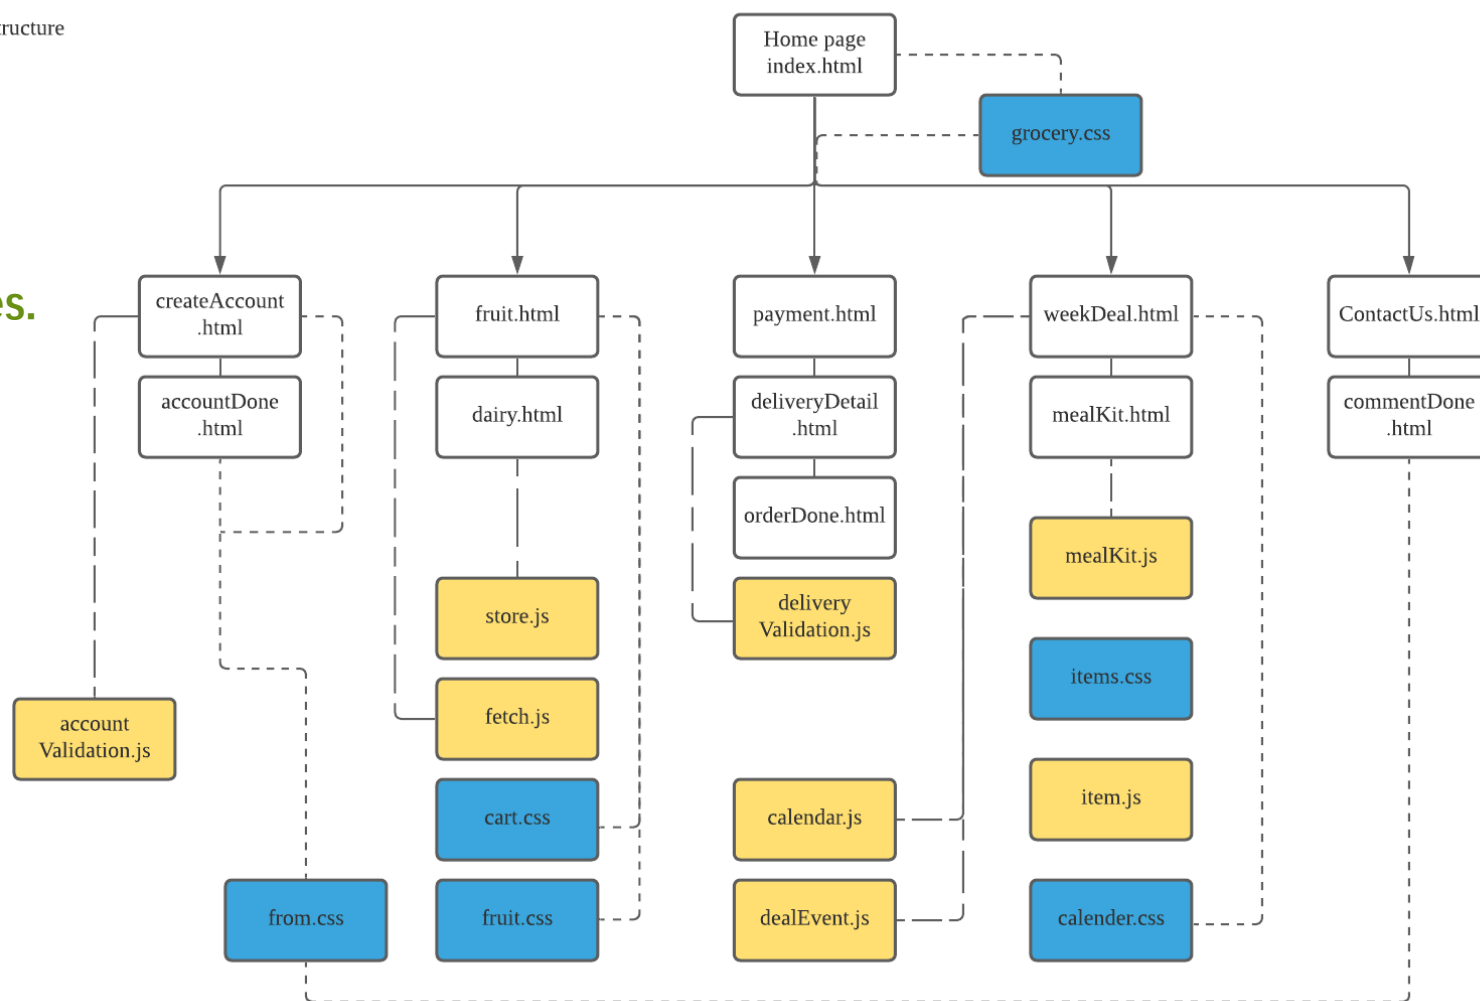 ructure
Home page
index.html
grocery.css
es.
createAccount
.html
fruit.html
payment.html
weekDeal.html
ContactUs.html
accountDone
.html
dairy.html
deliveryDetail
.html
mealKit.html
commentDone
.html
orderDone.html
mealKit.js
store.js
delivery
Validation.js
items.css
account
Validation.js
fetch.js
cart.css
calendar.js
item.js
from.css
fruit.css
dealEvent.js
calender.css